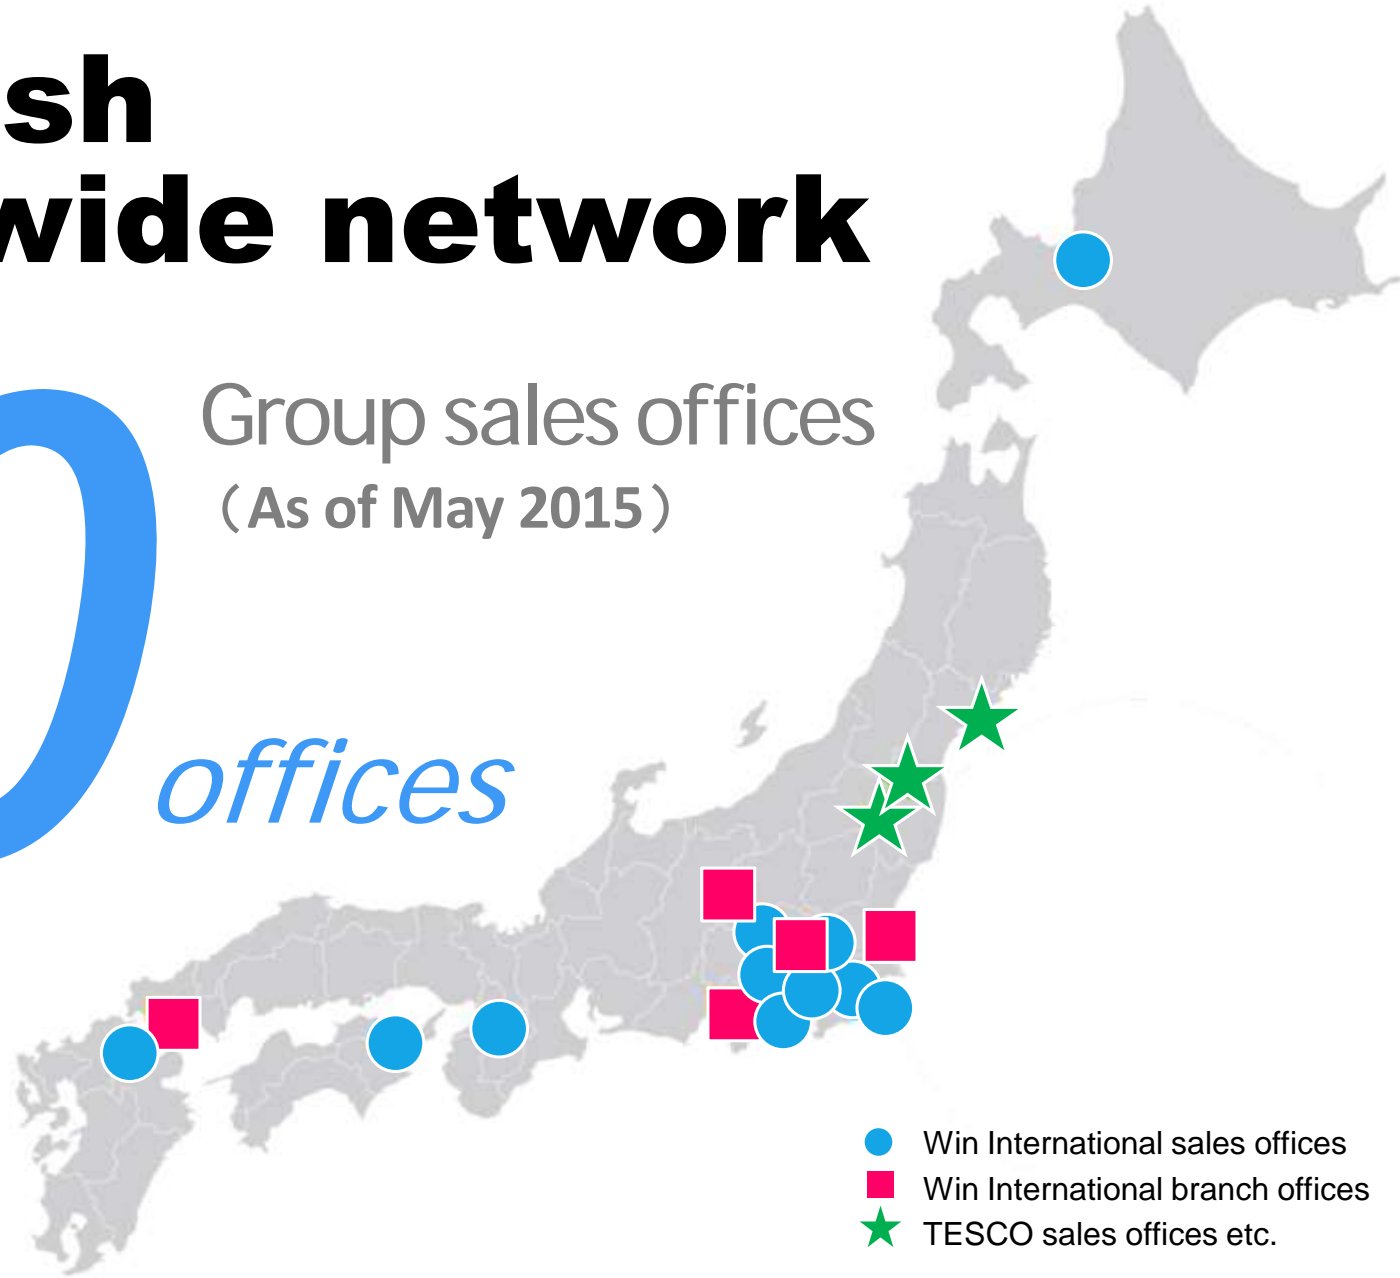 sh
wide network
Group sales offices
（As of May 2015）
0
offices
Win International sales offices
Win International branch offices
TESCO sales offices etc.